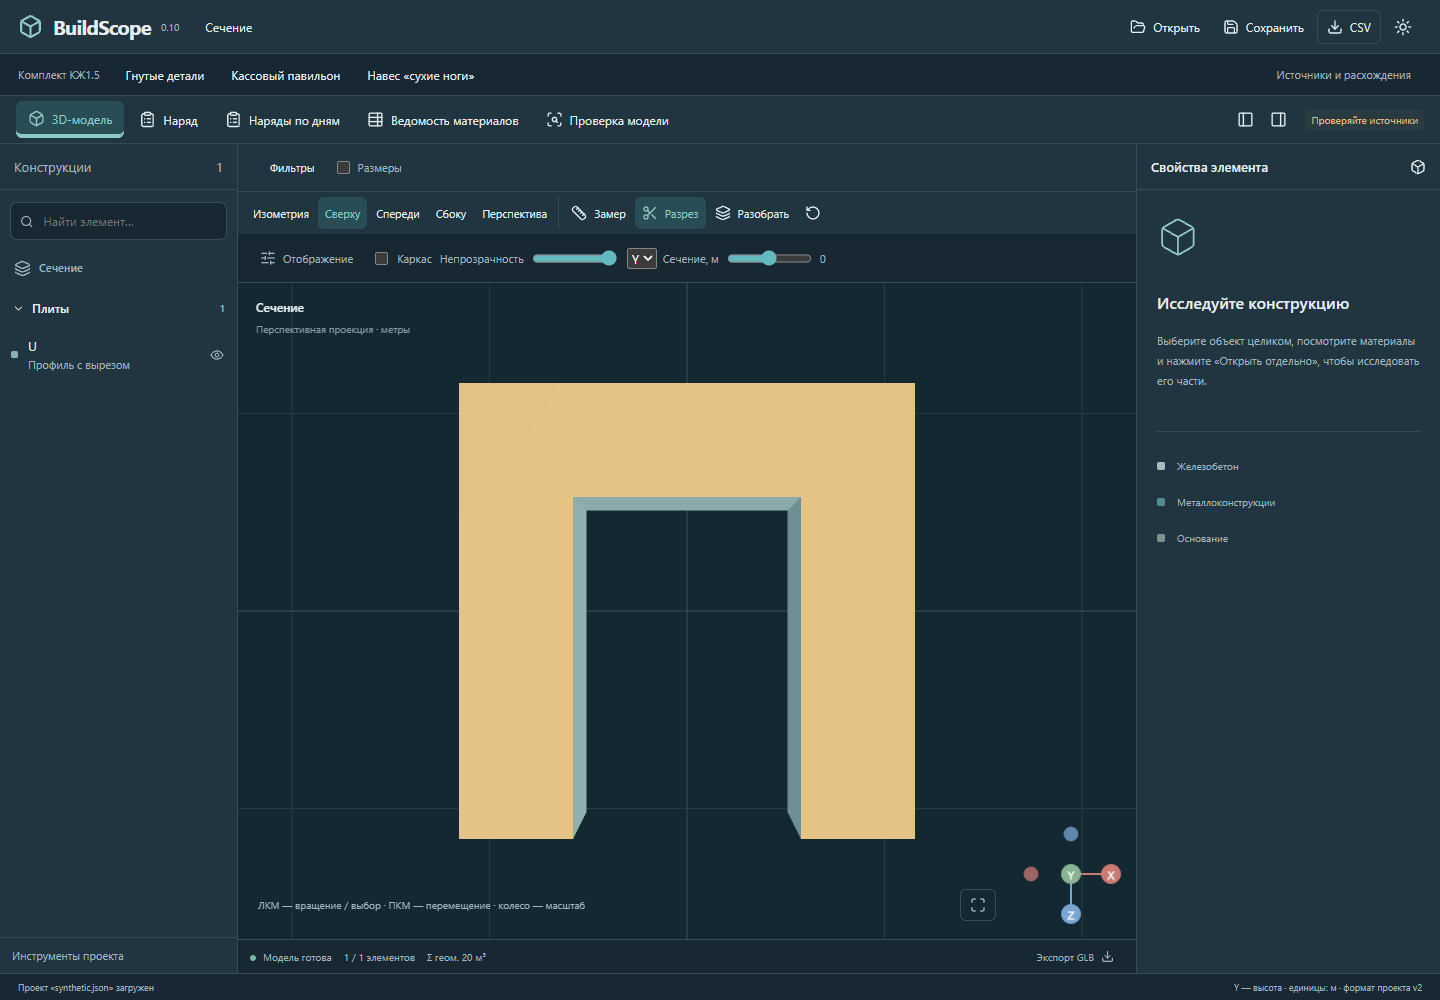 BuildScope 0.10 Сечение Открыть Сохранить CSV
Комплект КЖ1.5 Гнутые детали Кассовый павильон Навес «сухие ноги» Источники и расхождения
3D-модель Наряд Наряды по дням Ведомость материалов Проверка модели Проверяйте источники
Конструкции 1
Найти элемент...
Сечение
Плиты 1
U
Профиль с вырезом
Инструменты проекта
Фильтры Размеры
Изометрия Сверху Спереди Сбоку Перспектива Замер Разрез Разобрать
Отображение Каркас Непрозрачность Y Сечение, м 0
Сечение
Перспективная проекция · метры
ЛКМ — вращение / выбор · ПКМ — перемещение · колесо — масштаб
Y X
Z
Модель готова 1 / 1 элементов Σ геом. 20 м³ Экспорт GLB
Свойства элемента
Исследуйте конструкцию
Выберите объект целиком, посмотрите материалы
и нажмите «Открыть отдельно», чтобы исследовать
его части.
Железобетон
Металлоконструкции
Основание
Проект «synthetic.json» загружен Y — высота · единицы: м · формат проекта v2